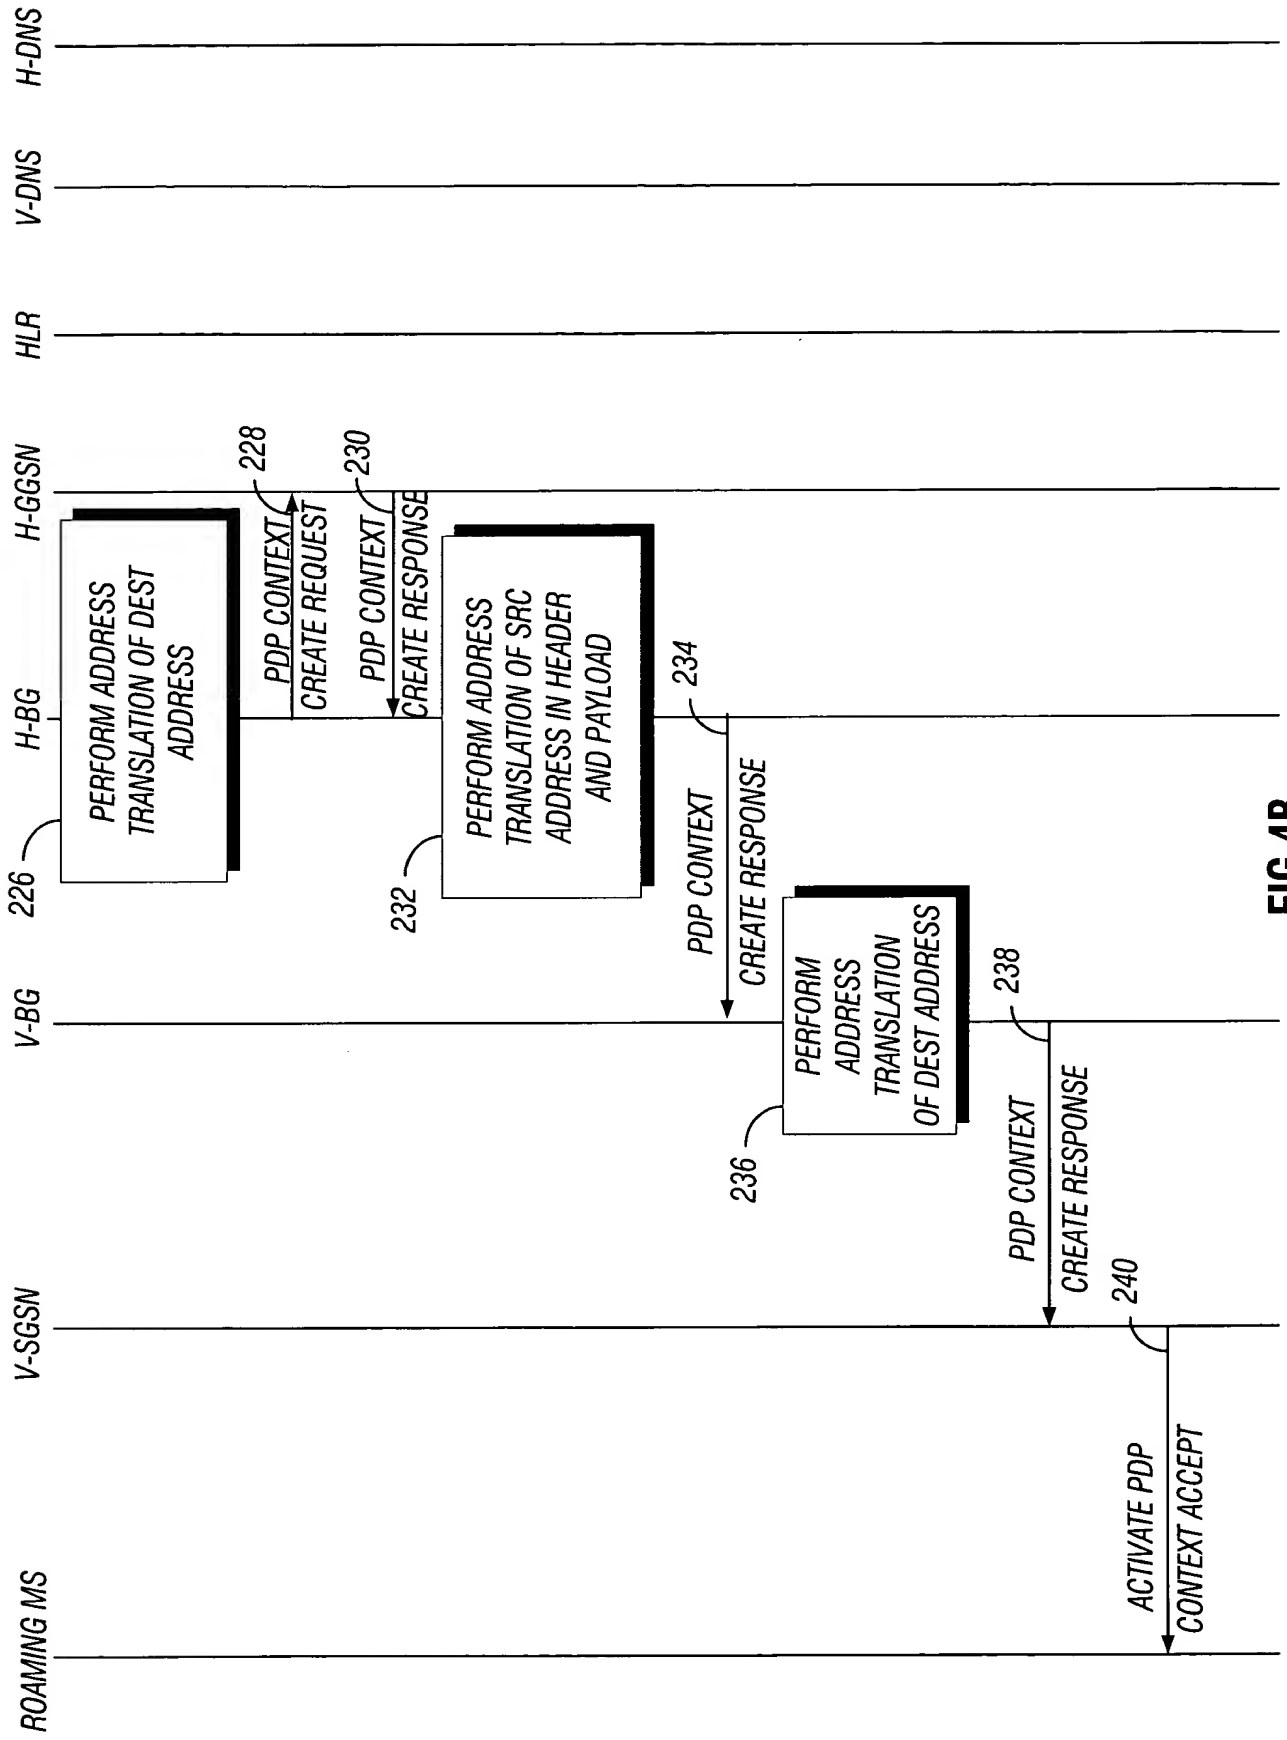 ROAMING MS
V-SGSN
V-BG
H-BG
H-GGSN
HLR
V-DNS
H-DNS
226
PERFORM ADDRESS
TRANSLATION OF DEST
ADDRESS
228
PDP CONTEXT
CREATE REQUEST
230
PDP CONTEXT
CREATE RESPONSE
232
PERFORM ADDRESS
TRANSLATION OF SRC
ADDRESS IN HEADER
AND PAYLOAD
234
PDP CONTEXT
CREATE RESPONSE
236
PERFORM
ADDRESS
TRANSLATION
OF DEST ADDRESS
238
PDP CONTEXT
CREATE RESPONSE
240
ACTIVATE PDP
CONTEXT ACCEPT
FIG. 4B